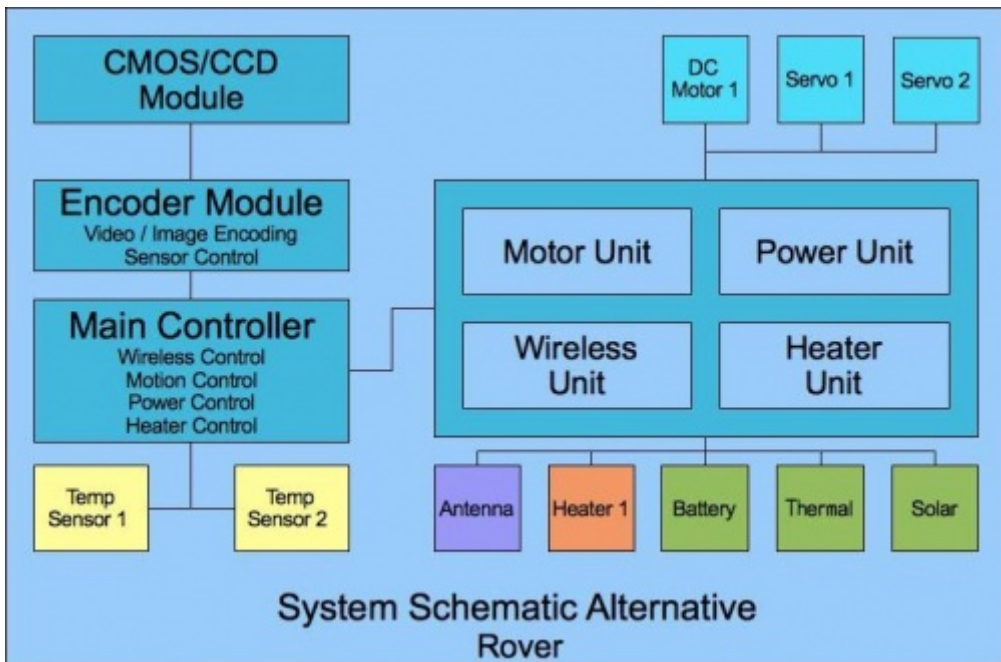 CMOS/CCD
Module
Encoder Module
Video / Image Encoding
Sensor Control
Main Controller
Wireless Control
Motion Control
Power Control
Heater Control
Temp
Sensor 1
Temp
Sensor 2
DC
Motor 1
Servo 1
Servo 2
Motor Unit
Power Unit
Wireless
Unit
Heater
Unit
Antenna
Heater 1
Battery
Thermal
Solar
System Schematic Alternative
Rover